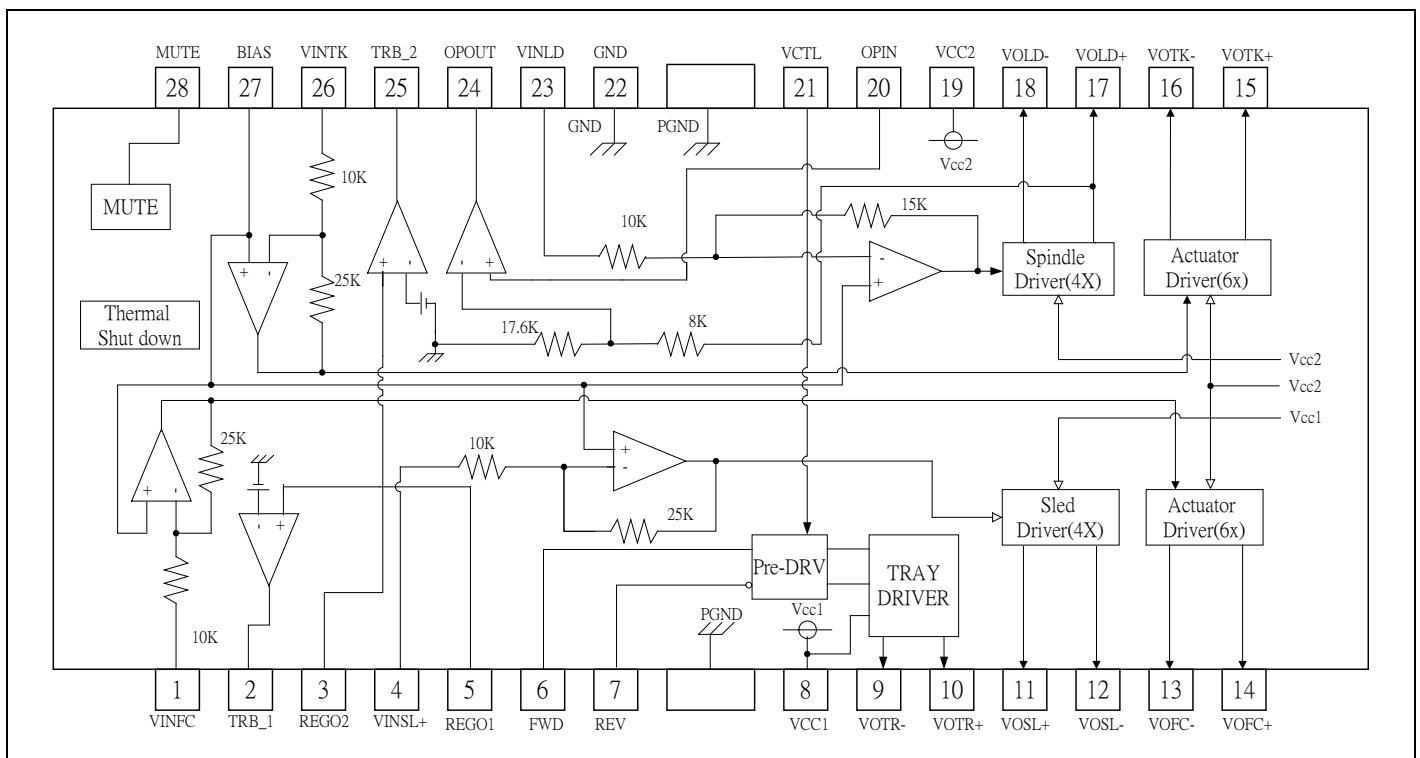 MUTE BIAS VINTK TRB_2 OPOUT VINLD GND VCTL OPIN VCC2 VOLD- VOLD+ VOTK- VOTK+
28 27 26 25 24 23 22 21 20 19 18 17 16 15
GND PGND
Vcc2
10K
MUTE
10K 15K
+ - + - - + - +
Spindle
Driver(4X)
Actuator
Driver(6x)
25K
Thermal
Shut down
17.6K 8K
Vcc2
Vcc2
Vcc1
25K 10K
+
-
+ -
- +
25K
Sled
Driver(4X)
Actuator
Driver(6x)
Pre-DRV
TRAY
DRIVER
Vcc1
PGND
10K
1 2 3 4 5 6 7 8 9 10 11 12 13 14
VINFC TRB_1 REGO2 VINSL+ REGO1 FWD REV VCC1 VOTR- VOTR+ VOSL+ VOSL- VOFC- VOFC+